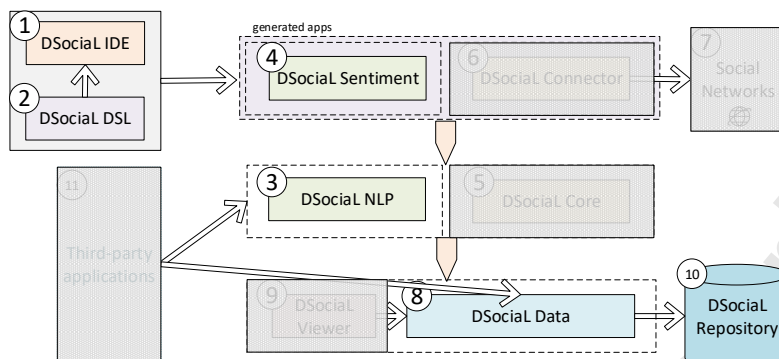 generated apps
1
DSociaL IDE
2
DSociaL DSL
4
DSociaL Sentiment
6
DSociaL Connector
7
Social
Networks
11
Third-party
applications
3
DSociaL NLP
5
DSociaL Core
9
DSociaL
Viewer
8
DSociaL Data
10
DSociaL
Repository